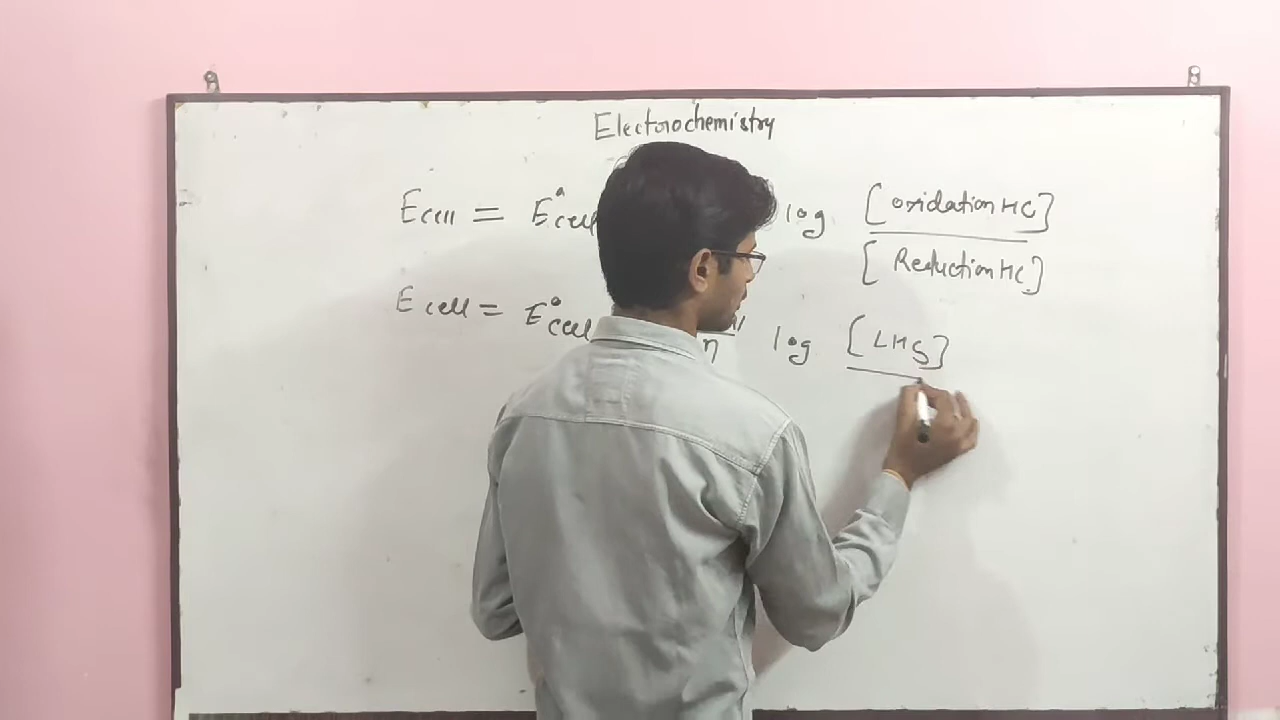 Electrochemistry
Ecell = E°cell log [oxidation HC]
[Reduction HC]
Ecell = E°cell n log [LHS]